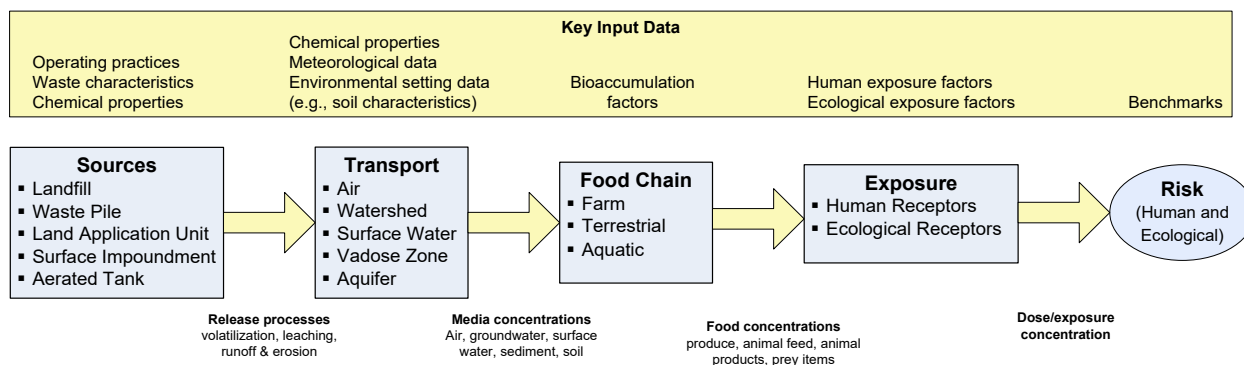 Key Input Data
Operating practices
Waste characteristics
Chemical properties
Chemical properties
Meteorological data
Environmental setting data
(e.g., soil characteristics)
Bioaccumulation
factors
Human exposure factors
Ecological exposure factors
Benchmarks
Sources
▪ Landfill
▪ Waste Pile
▪ Land Application Unit
▪ Surface Impoundment
▪ Aerated Tank
Transport
▪ Air
▪ Watershed
▪ Surface Water
▪ Vadose Zone
▪ Aquifer
Food Chain
▪ Farm
▪ Terrestrial
▪ Aquatic
Exposure
▪ Human Receptors
▪ Ecological Receptors
Risk
(Human and
Ecological)
Release processes
volatilization, leaching,
runoff & erosion
Media concentrations
Air, groundwater, surface
water, sediment, soil
Food concentrations
produce, animal feed, animal
products, prey items
Dose/exposure
concentration